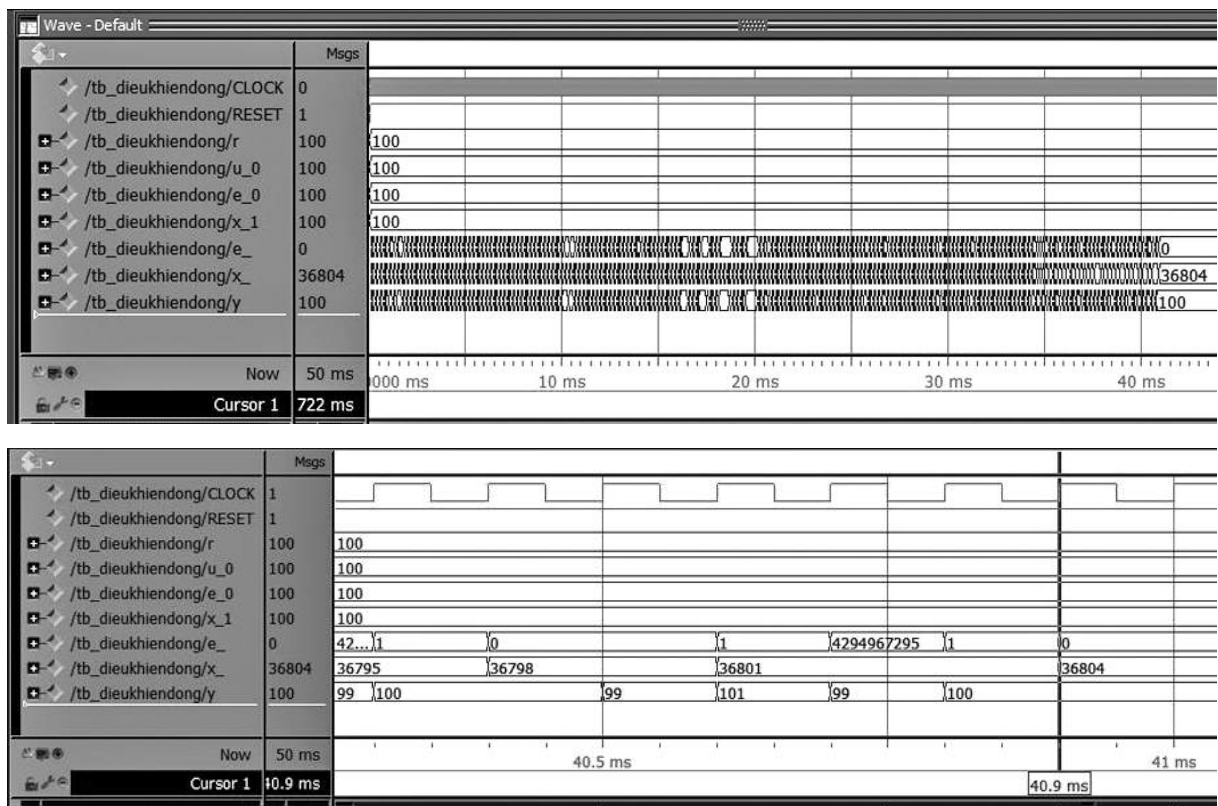 Wave - Default
Msgs
/tb_dieukhiendong/CLOCK 0
/tb_dieukhiendong/RESET 1
/tb_dieukhiendong/r 100 100
/tb_dieukhiendong/u_0 100 100
/tb_dieukhiendong/e_0 100 100
/tb_dieukhiendong/x_1 100 100
/tb_dieukhiendong/e_ 0 0
/tb_dieukhiendong/x_ 36804 36804
/tb_dieukhiendong/y 100 100
Now 50 ms 0000 ms 10 ms 20 ms 30 ms 40 ms
Cursor 1 722 ms
Msgs
/tb_dieukhiendong/CLOCK 1
/tb_dieukhiendong/RESET 1
/tb_dieukhiendong/r 100 100
/tb_dieukhiendong/u_0 100 100
/tb_dieukhiendong/e_0 100 100
/tb_dieukhiendong/x_1 100 100
/tb_dieukhiendong/e_ 0 42... 1 0 1 4294967295 1 0
/tb_dieukhiendong/x_ 36804 36795 36798 36801 36804
/tb_dieukhiendong/y 100 99 100 99 101 99 100
Now 50 ms 40.5 ms 41 ms
Cursor 1 40.9 ms 40.9 ms